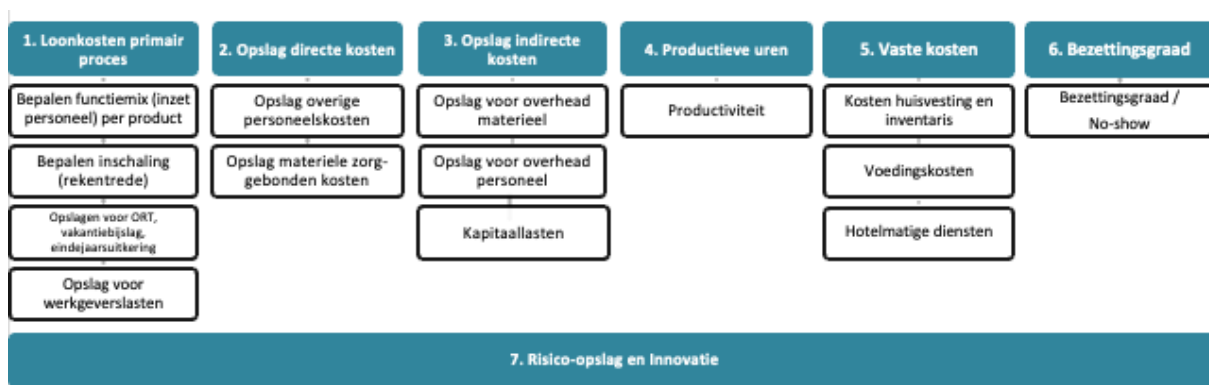 1. Loonkosten primair
proces
Bepalen functiemix (inzet
personeel) per product
Bepalen inschaling
(rekentrede)
Opslagen voor ORT,
vakantiebijslag,
eindejaarsuitkering
Opslag voor
werkgeverslasten
2. Opslag directe kosten
Opslag overige
personeelskosten
Opslag materiele zorg-
gebonden kosten
3. Opslag indirecte
kosten
Opslag voor overhead
materieel
Opslag voor overhead
personeel
Kapitaallasten
4. Productieve uren
Productiviteit
5. Vaste kosten
Kosten huisvesting en
inventaris
Voedingskosten
Hotelmatige diensten
6. Bezettingsgraad
Bezettingsgraad /
No-show
7. Risico-opslag en Innovatie